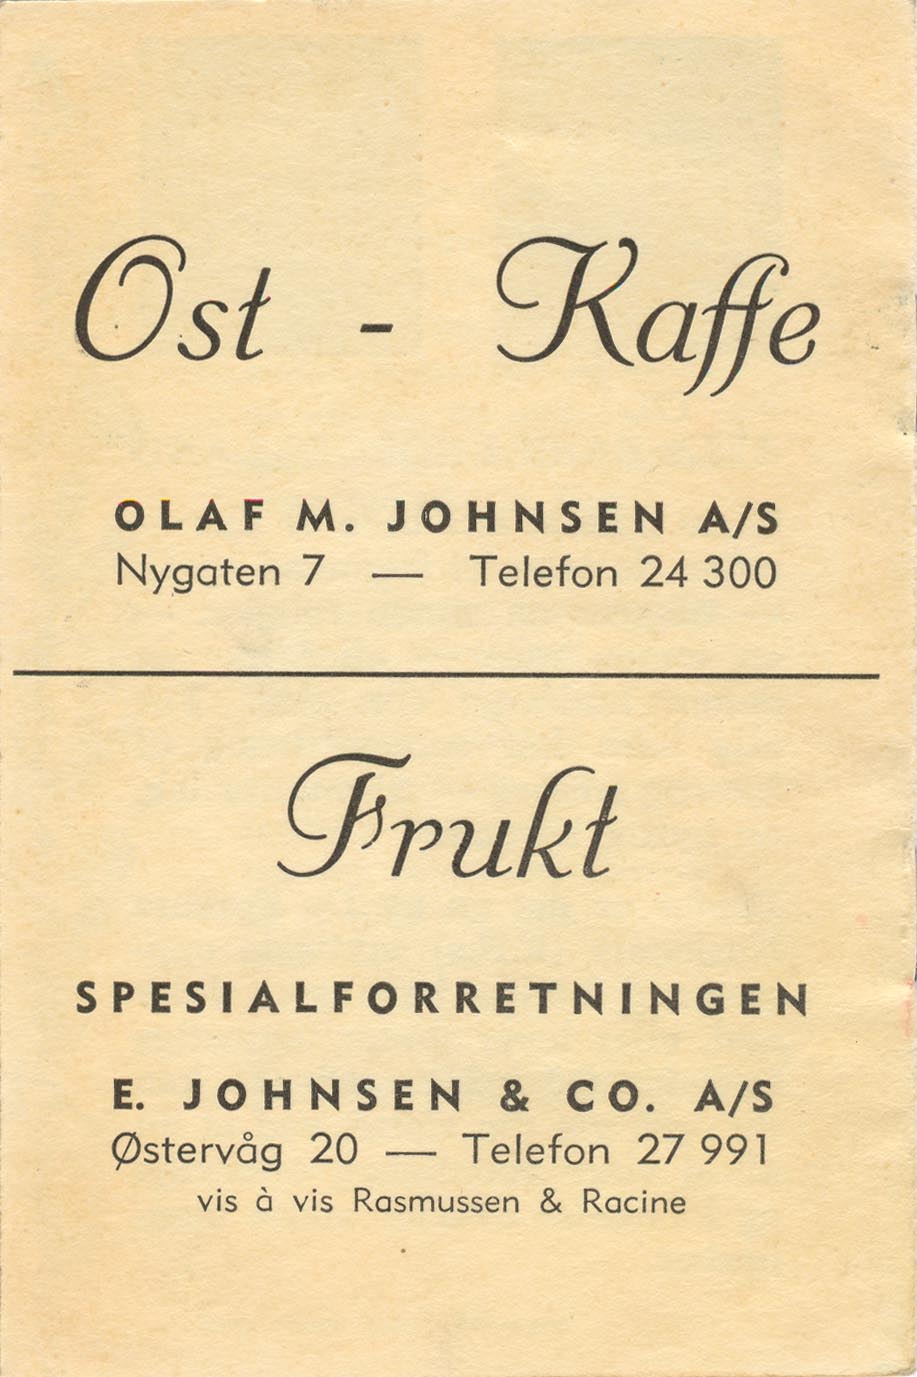 Ost - Kaffe
OLAF M. JOHNSEN A/S
Nygaten 7 — Telefon 24 300
Frukt
SPESIALFORRETNINGEN
E. JOHNSEN & CO. A/S
Østervåg 20 — Telefon 27 991
vis à vis Rasmussen & Racine